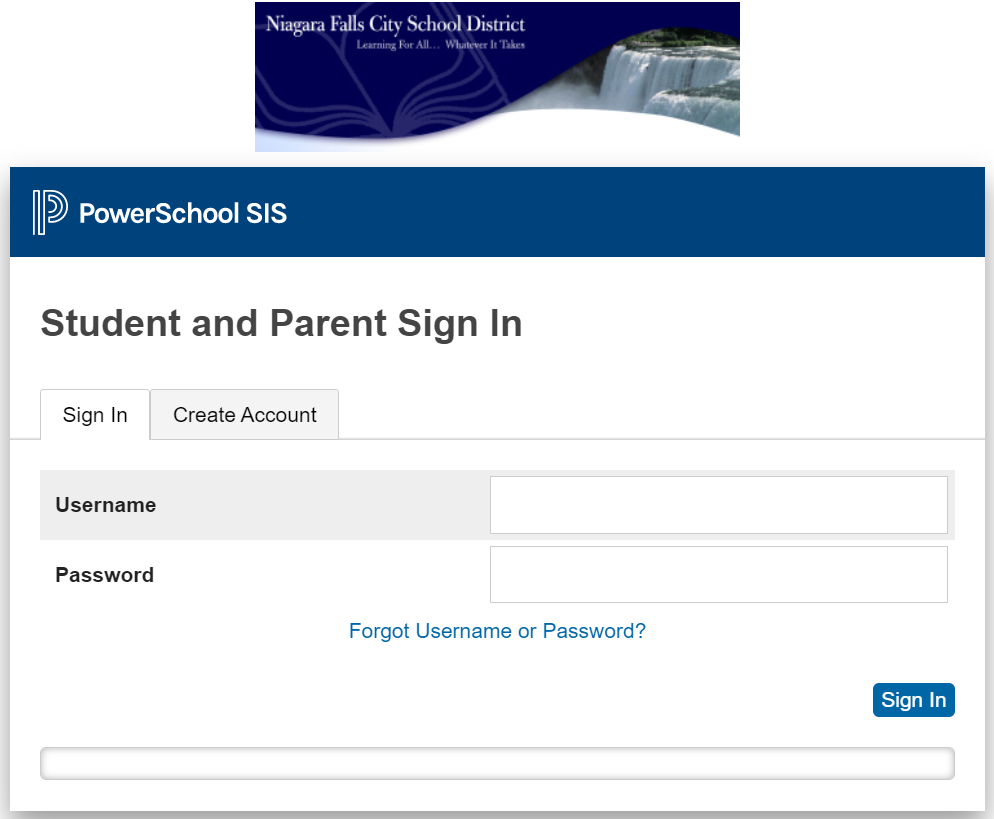 Niagara Falls City School District
Learning For All... Whatever It Takes
PowerSchool SIS
Student and Parent Sign In
Sign In
Create Account
Username
Password
Forgot Username or Password?
Sign In